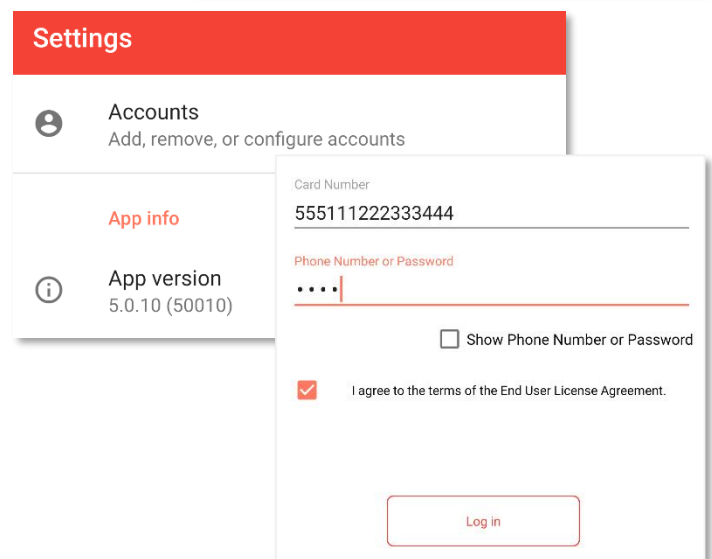 Settings
Accounts
Add, remove, or configure accounts
App info
App version
5.0.10 (50010)
Card Number
555111222333444
Phone Number or Password
••••
Show Phone Number or Password
I agree to the terms of the End User License Agreement.
Log in